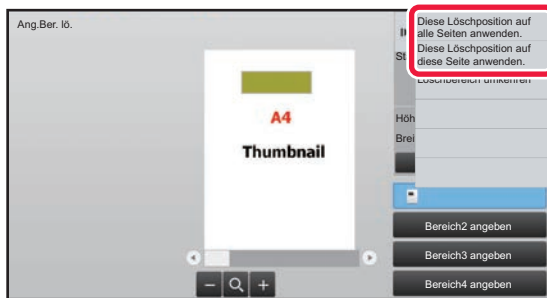 Ang.Ber. lö.
A4
Thumbnail
Diese Löschposition auf
alle Seiten anwenden.
Diese Löschposition auf
diese Seite anwenden.
Löschbereich umkehren
St
Höh
Brei
Bereich2 angeben
Bereich3 angeben
Bereich4 angeben